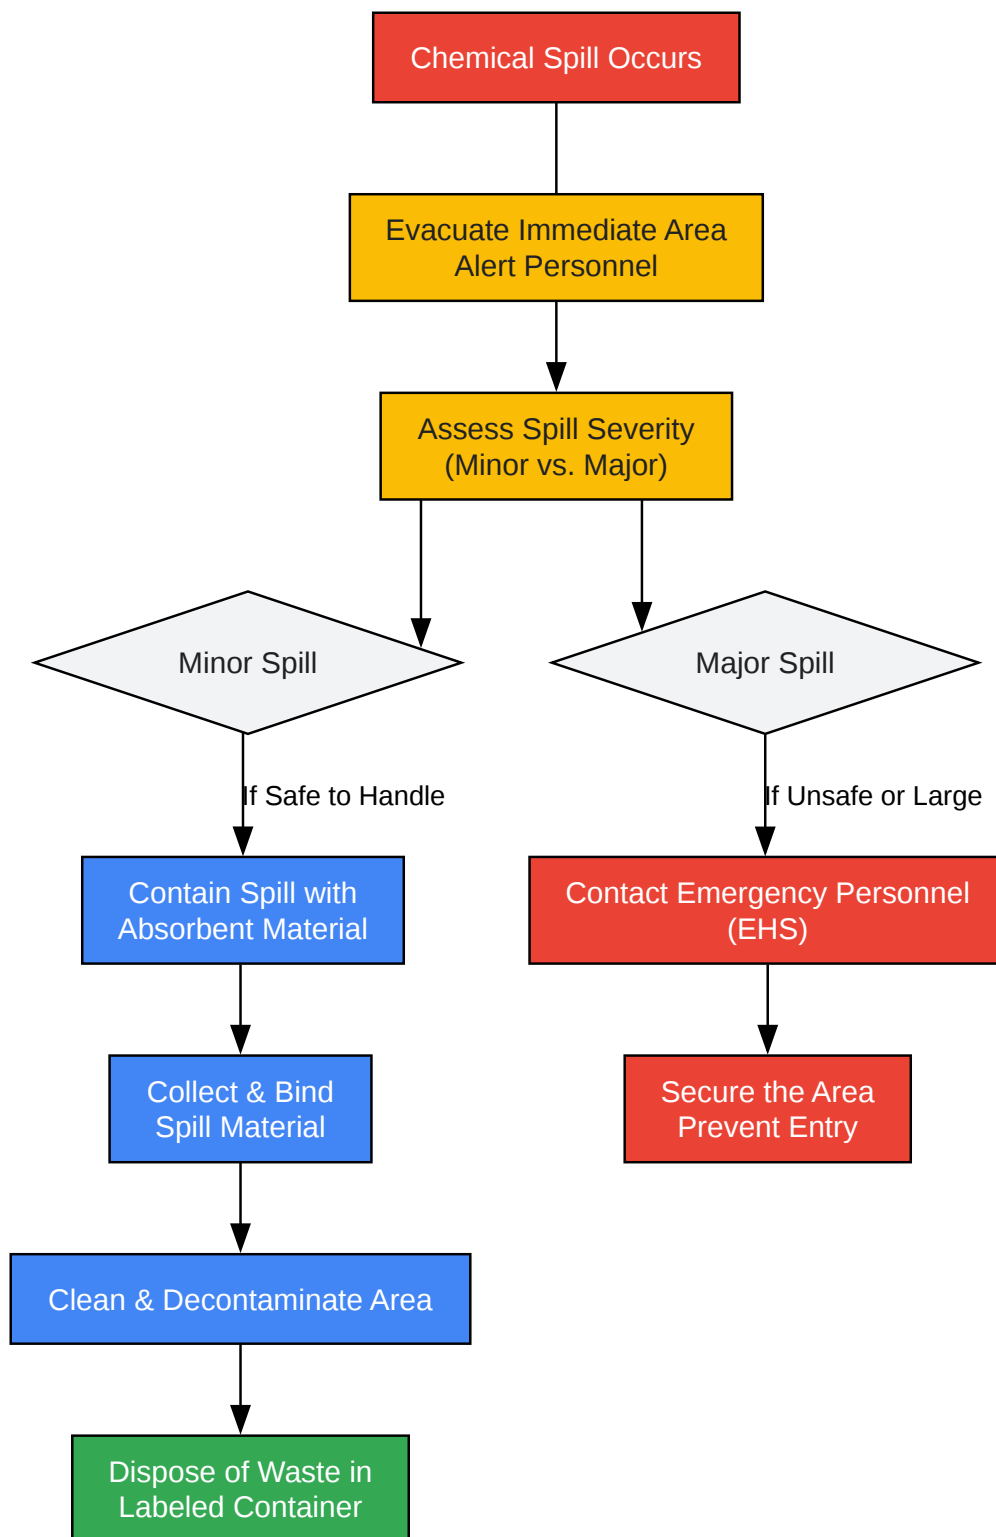 Chemical Spill Occurs
Evacuate Immediate Area
Alert Personnel
Assess Spill Severity
(Minor vs. Major)
Minor Spill
Major Spill
If Safe to Handle
If Unsafe or Large
Contain Spill with
Absorbent Material
Contact Emergency Personnel
(EHS)
Collect & Bind
Spill Material
Secure the Area
Prevent Entry
Clean & Decontaminate Area
Dispose of Waste in
Labeled Container